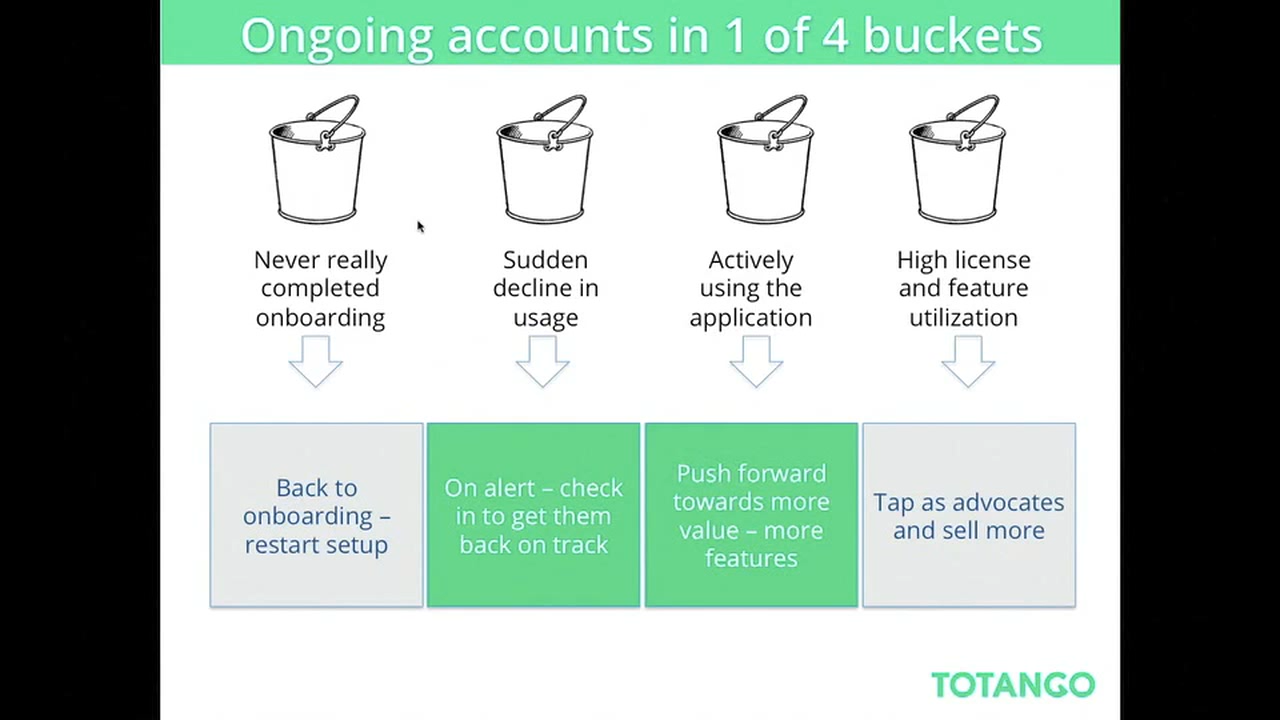 Ongoing accounts in 1 of 4 buckets
Never really
completed
onboarding
Sudden
decline in
usage
Actively
using the
application
High license
and feature
utilization
Back to
onboarding –
restart setup
On alert – check
in to get them
back on track
Push forward
towards more
value – more
features
Tap as advocates
and sell more
TOTANGO